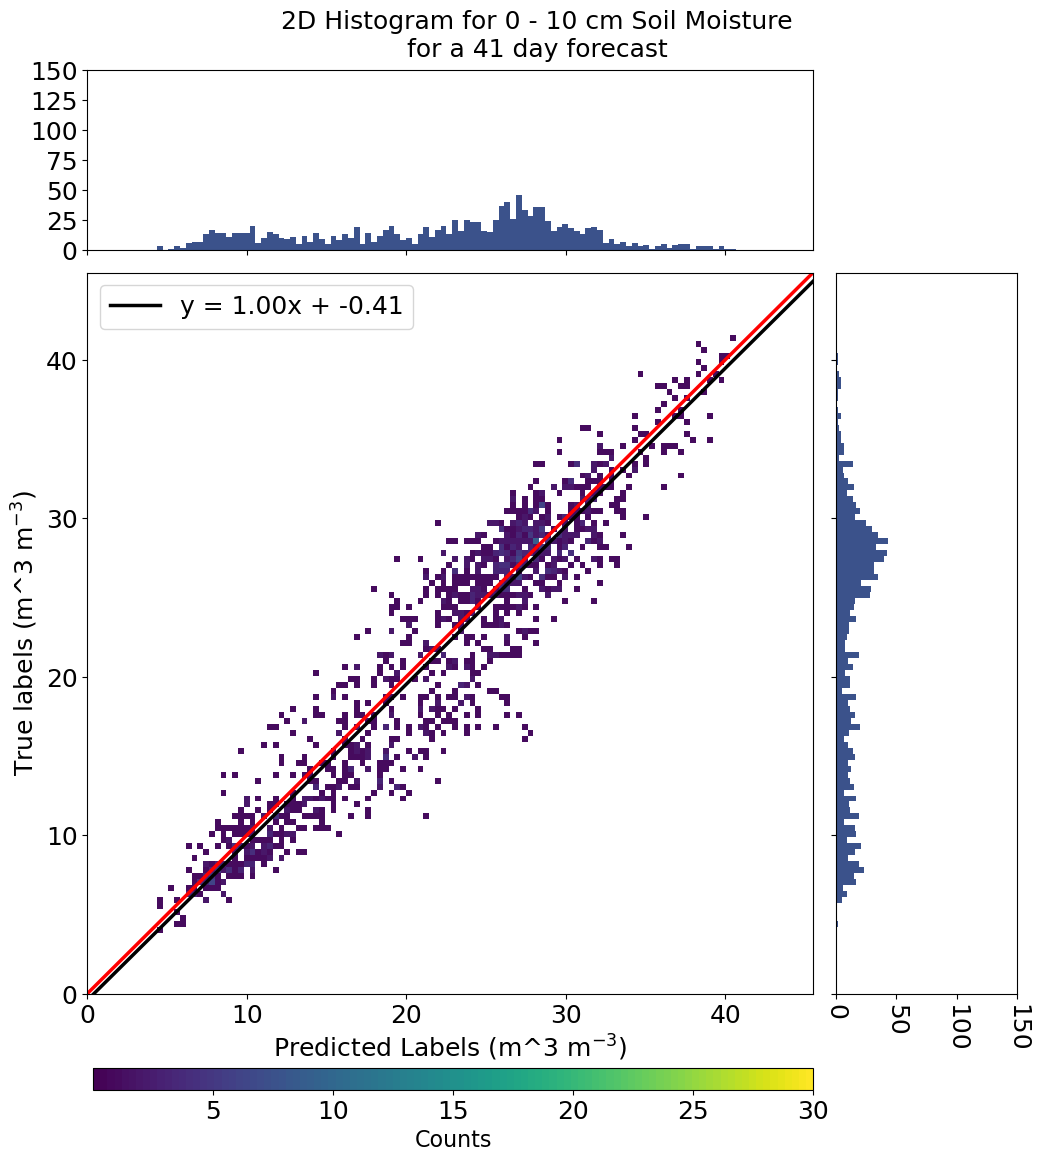 2D Histogram for 0 - 10 cm Soil Moisture
for a 41 day forecast
150
125
100
75
50
25
0
y = 1.00x + -0.41
40
30
20
10
0
True labels (m^3 m⁻³)
0 10 20 30 40
Predicted Labels (m^3 m⁻³)
0 50 100 150
5 10 15 20 25 30
Counts